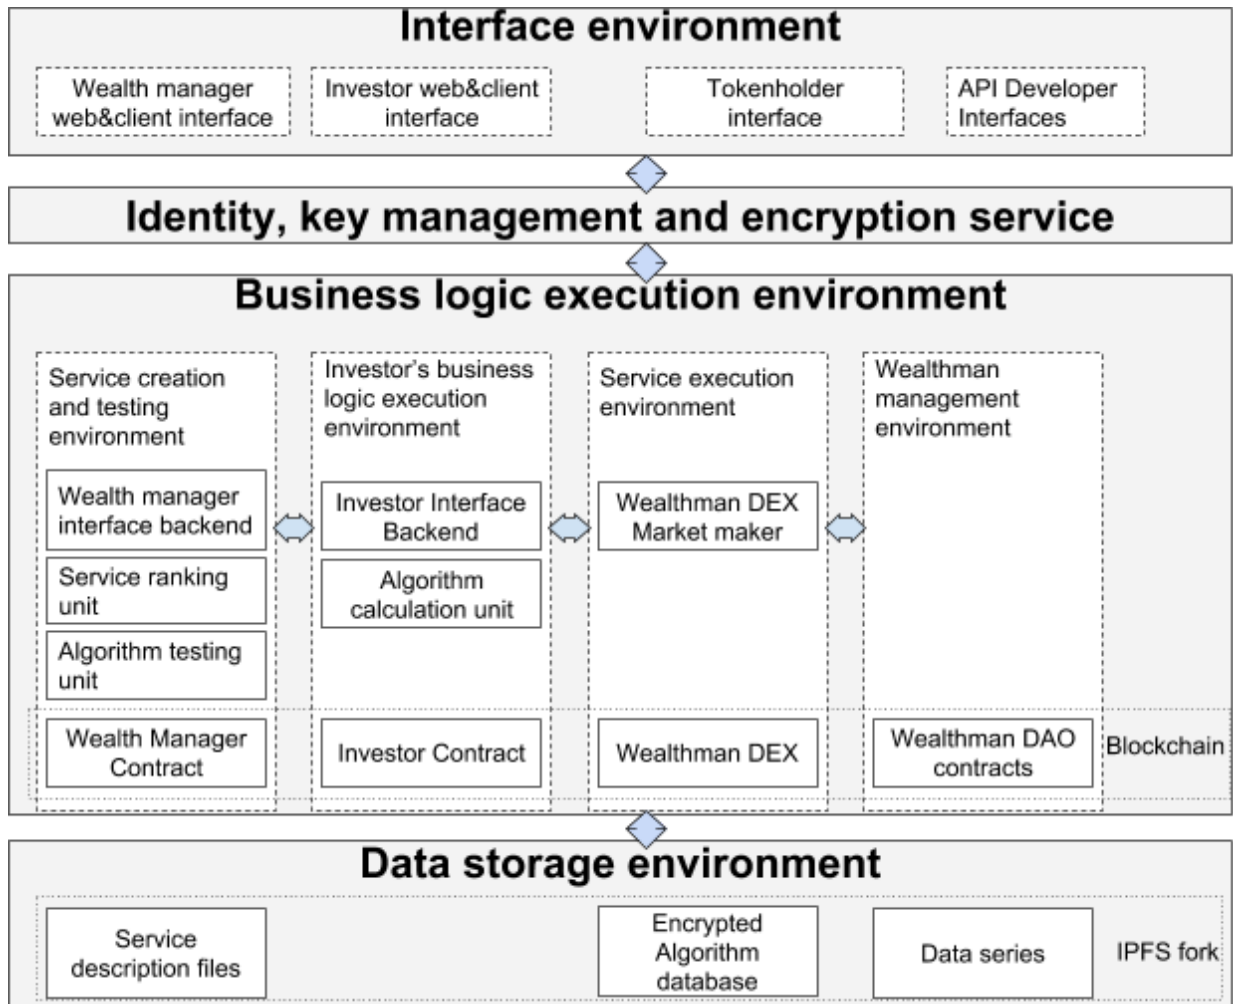 Interface environment
Wealth manager
web&client interface
Investor web&client
interface
Tokenholder
interface
API Developer
Interfaces
Identity, key management and encryption service
Business logic execution environment
Service creation
and testing
environment
Investor's business
logic execution
environment
Service execution
environment
Wealthman
management
environment
Wealth manager
interface backend
Investor Interface
Backend
Wealthman DEX
Market maker
Service ranking
unit
Algorithm
calculation unit
Algorithm testing
unit
Wealth Manager
Contract
Investor Contract
Wealthman DEX
Wealthman DAO
contracts
Blockchain
Data storage environment
Service
description files
Encrypted
Algorithm
database
Data series
IPFS fork